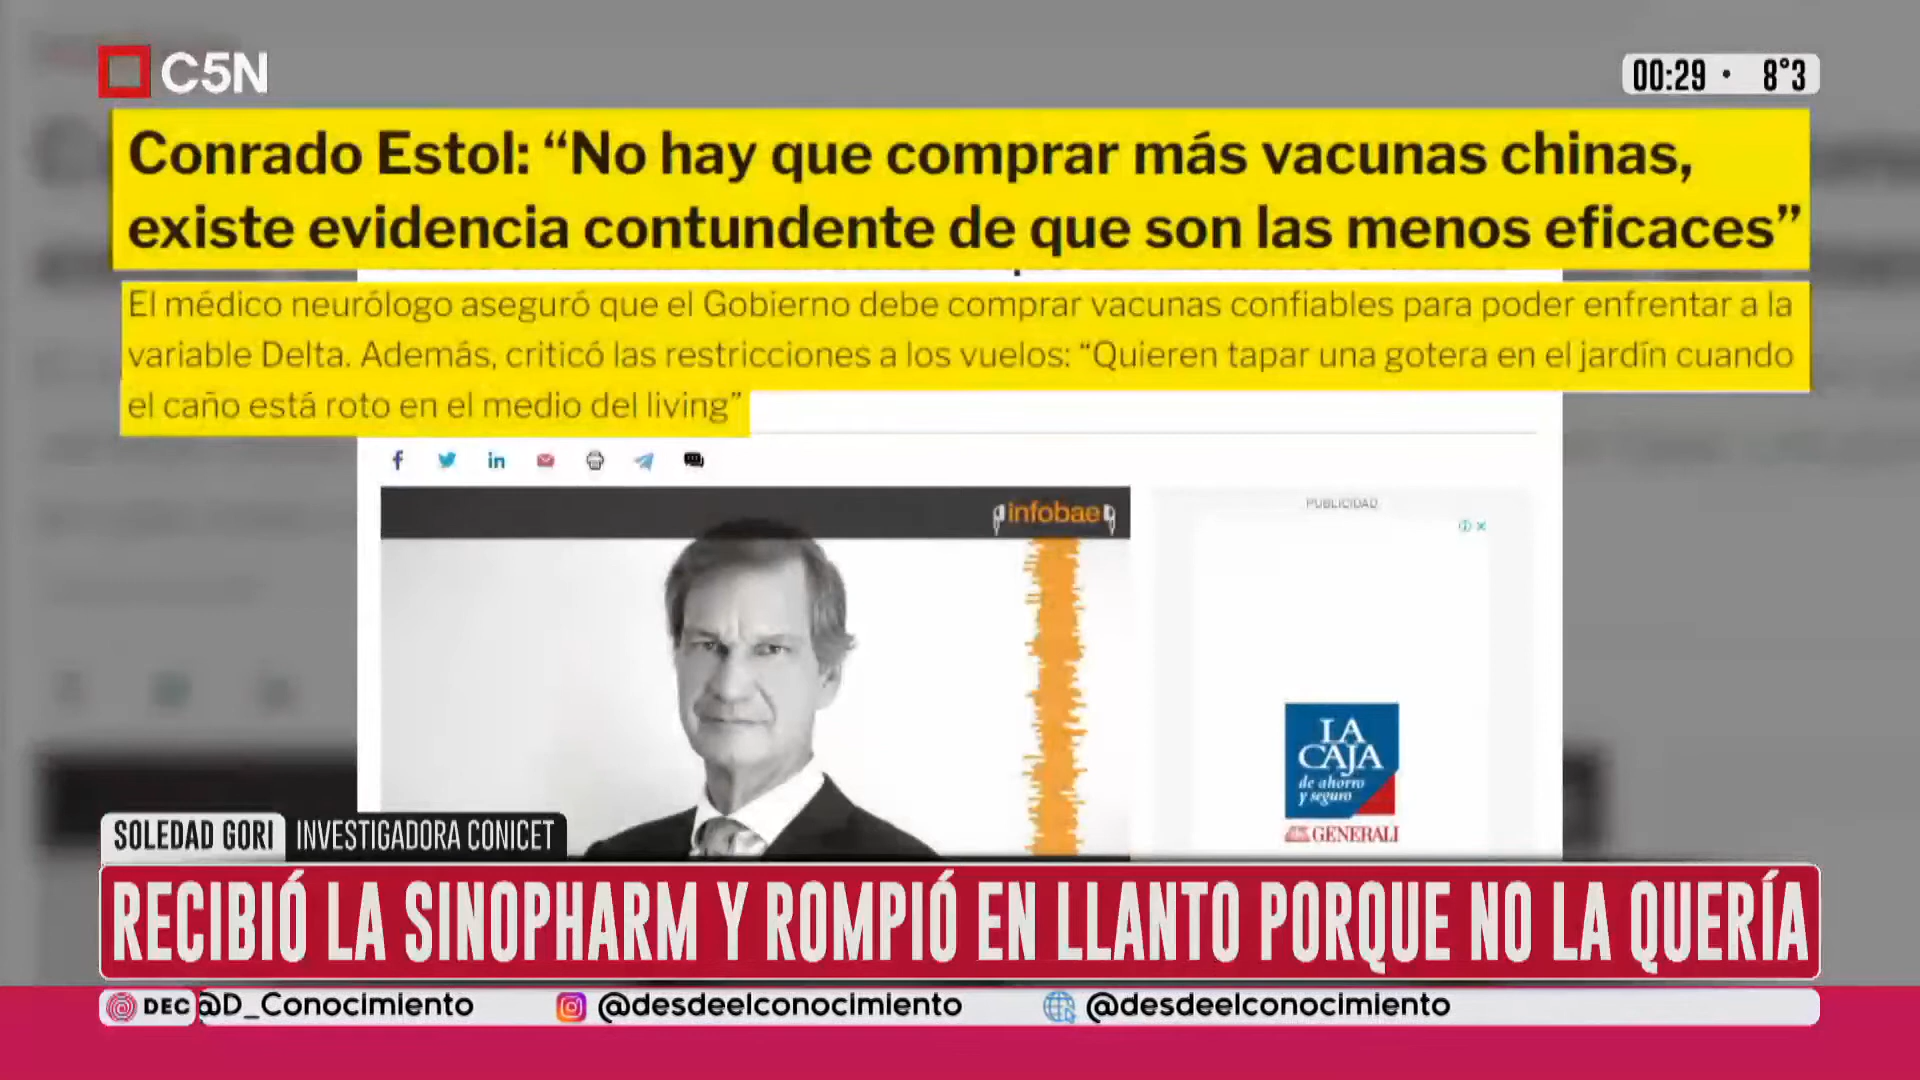 C5N
00:29 • 8°3
Conrado Estol: “No hay que comprar más vacunas chinas,
existe evidencia contundente de que son las menos eficaces”
El médico neurólogo aseguró que el Gobierno debe comprar vacunas confiables para poder enfrentar a la
variable Delta. Además, criticó las restricciones a los vuelos: “Quieren tapar una gotera en el jardín cuando
el caño está roto en el medio del living”
infobae
PUBLICIDAD
LA
CAJA
de ahorro
y seguro
GENERALI
SOLEDAD GORI INVESTIGADORA CONICET
RECIBIÓ LA SINOPHARM Y ROMPIÓ EN LLANTO PORQUE NO LA QUERÍA
DEC @D_Conocimiento @desdeelconocimiento @desdeelconocimiento